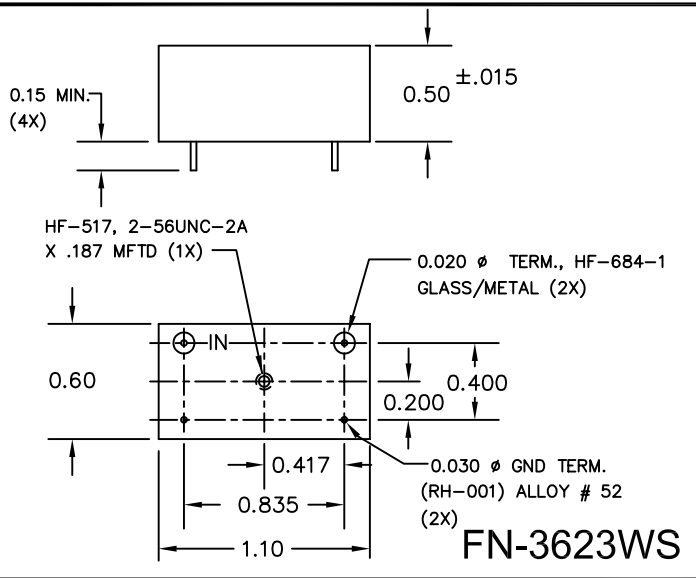 0.15 MIN.
(4X)
0.50 ±.015
HF-517, 2-56UNC-2A
X .187 MFTD (1X)
0.020 ø TERM., HF-684-1
GLASS/METAL (2X)
IN
0.60
0.400
0.200
0.417
0.030 ø GND TERM.
(RH-001) ALLOY # 52
(2X)
0.835
1.10
FN-3623WS